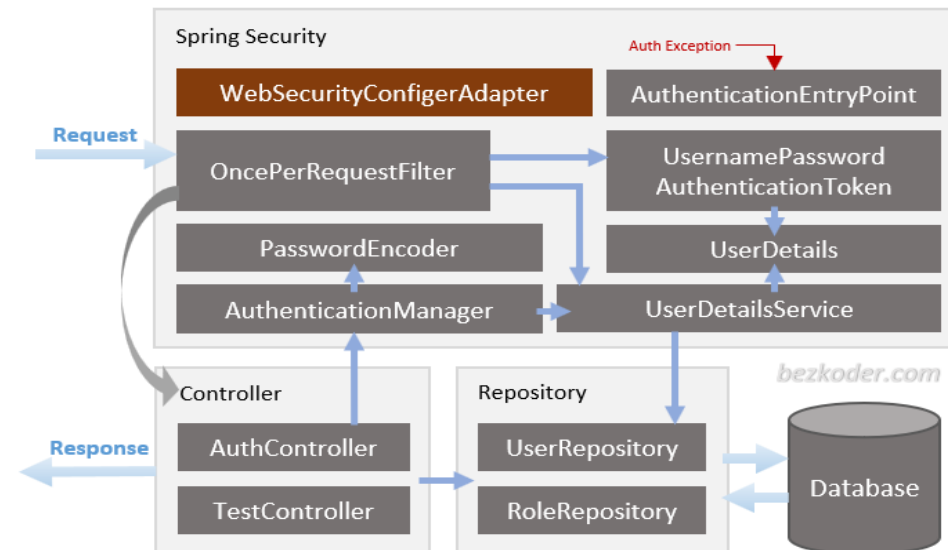 Spring Security
Auth Exception
WebSecurityConfigerAdapter
AuthenticationEntryPoint
Request
OncePerRequestFilter
UsernamePassword
AuthenticationToken
PasswordEncoder
UserDetails
AuthenticationManager
UserDetailsService
bezkoder.com
Controller
Repository
Response
AuthController
UserRepository
TestController
RoleRepository
Database